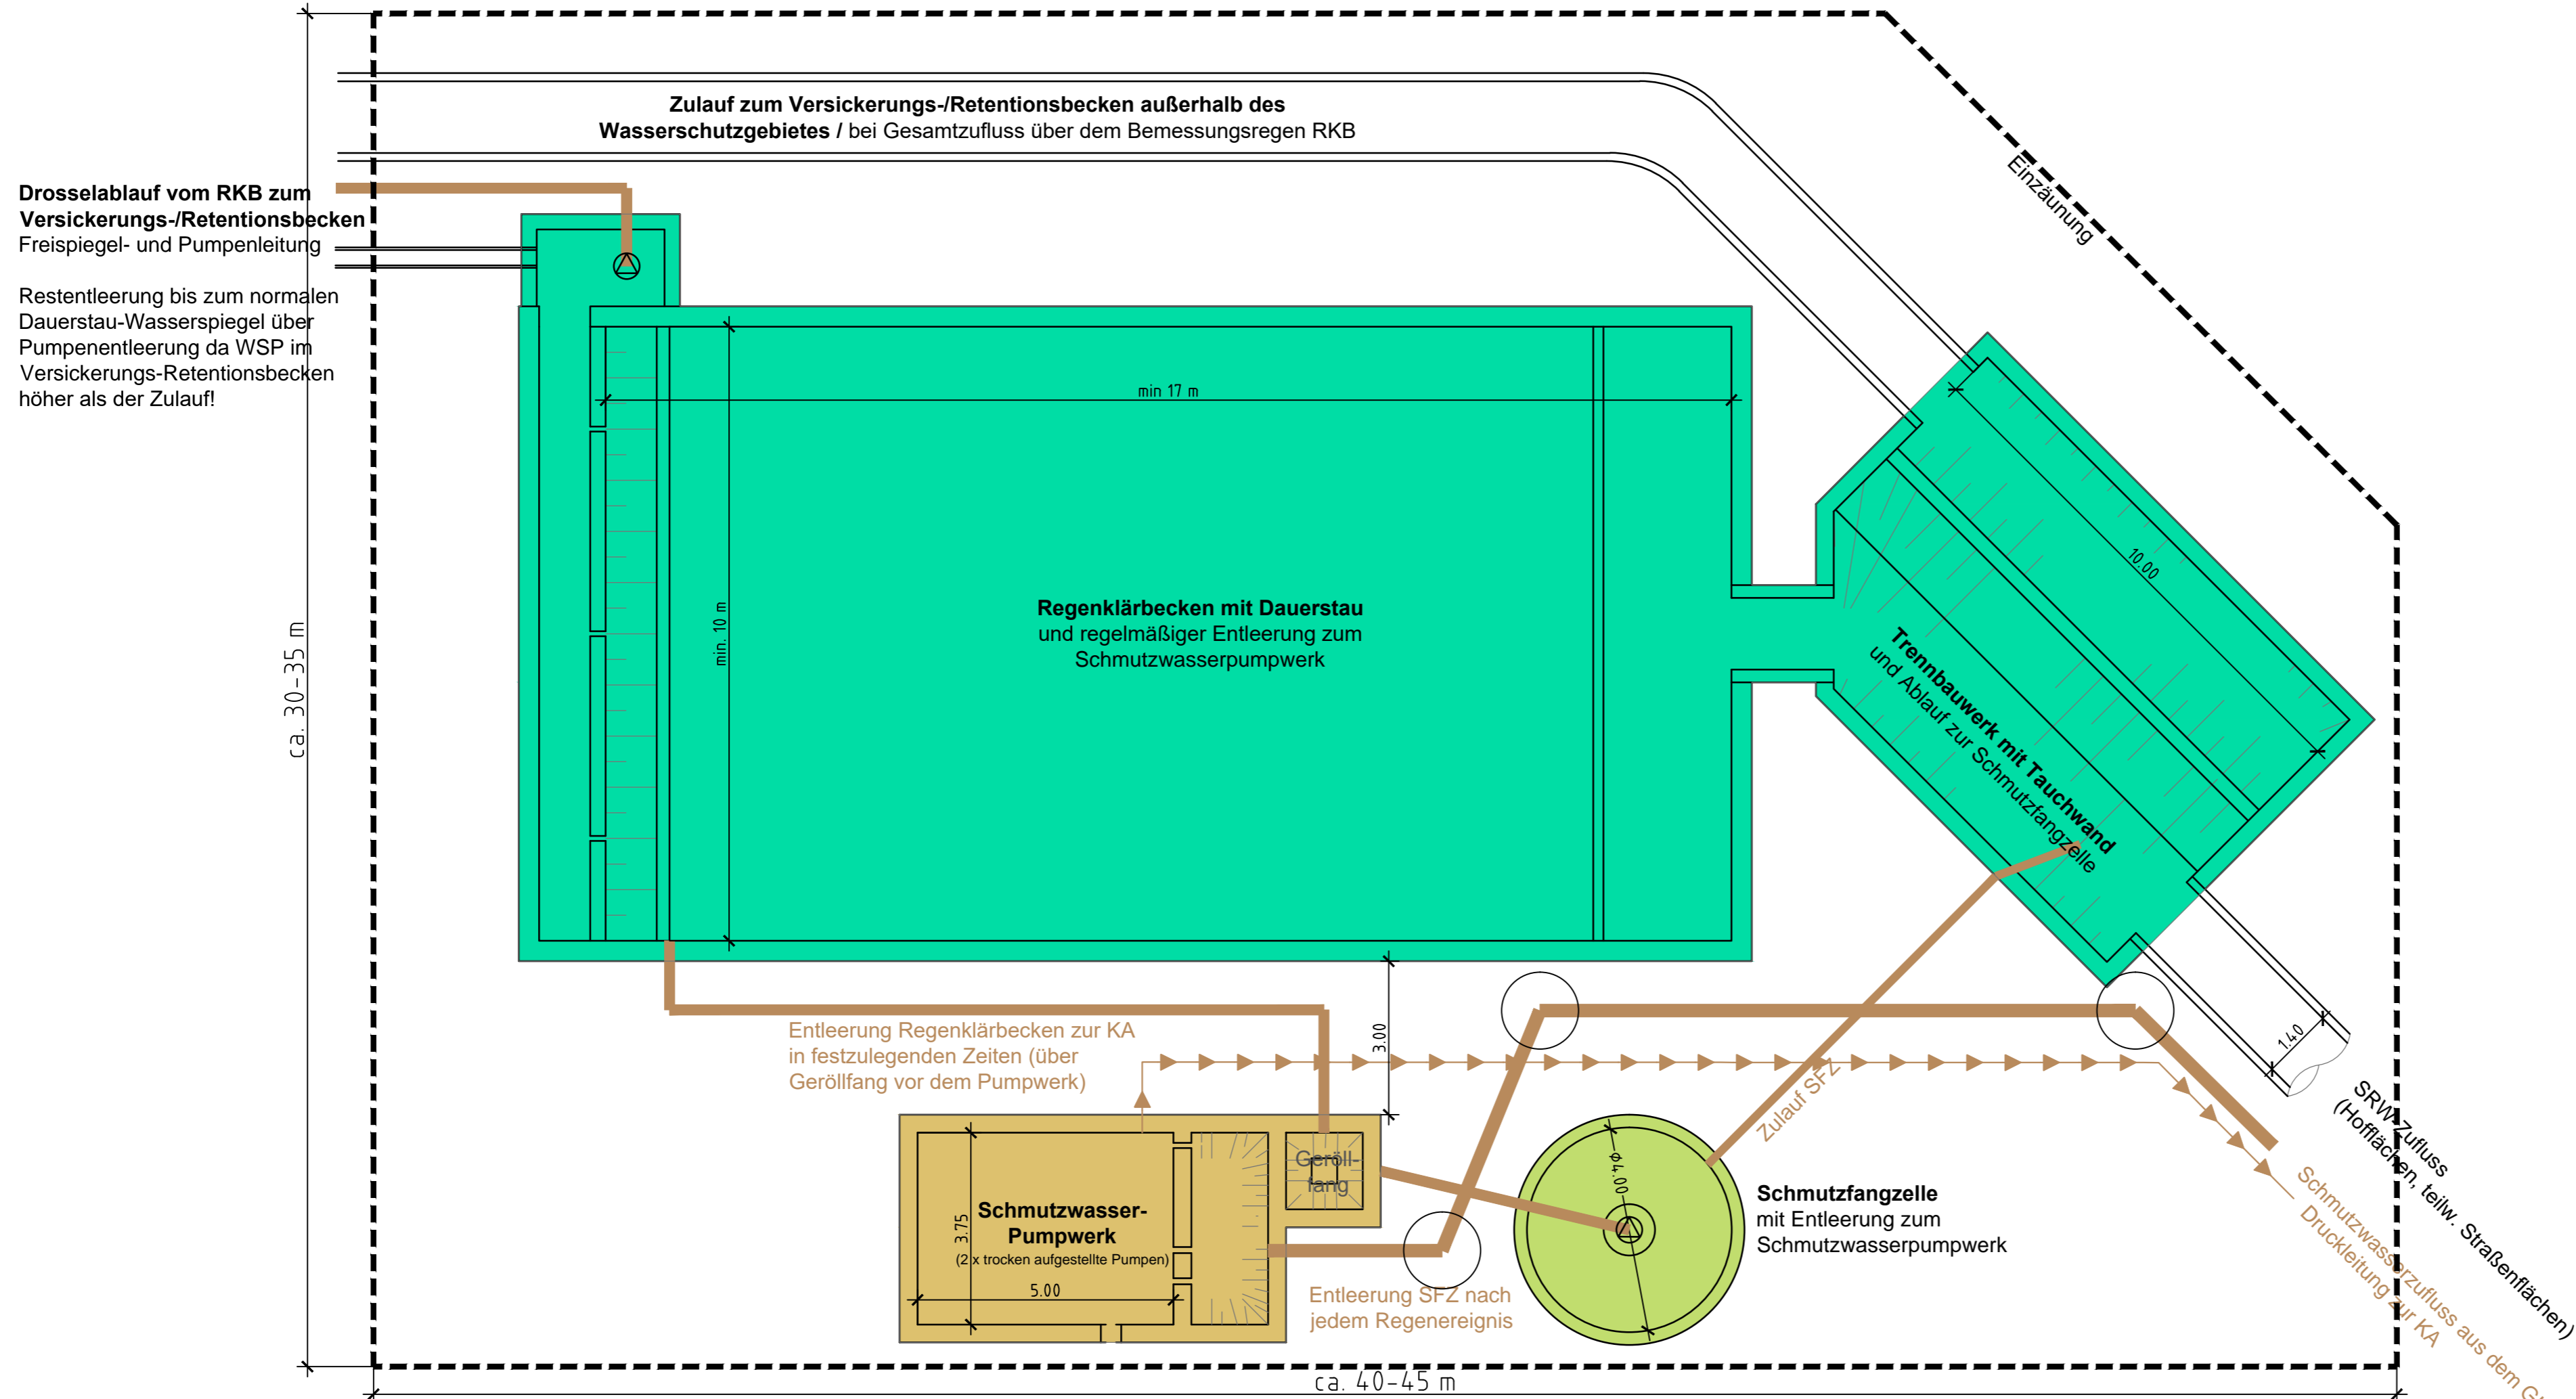 Zulauf zum Versickerungs-/Retentionsbecken außerhalb des
Wasserschutzgebietes / bei Gesamtzufluss über dem Bemessungsregen RKB
Einzäunung
Drosselablauf vom RKB zum
Versickerungs-/Retentionsbecken
Freispiegel- und Pumpenleitung
Restentleerung bis zum normalen
Dauerstau-Wasserspiegel über
Pumpenentleerung da WSP im
Versickerungs-Retentionsbecken
höher als der Zulauf!
ca. 30-35 m
min 17 m
min. 10 m
Regenklärbecken mit Dauerstau
und regelmäßiger Entleerung zum
Schmutzwasserpumpwerk
10.00
Trennbauwerk mit Tauchwand
und Ablauf zur Schmutzfangzelle
Entleerung Regenklärbecken zur KA
in festzulegenden Zeiten (über
Geröllfang vor dem Pumpwerk)
3.00
1.40
Zulauf SFZ
SRW-Zufluss
(Hofflächen, teilw. Straßenflächen)
Schmutzwasserzufluss aus dem
Druckleitung zur KA
Geröll-
fang
Schmutzwasser-
Pumpwerk
(2 x trocken aufgestellte Pumpen)
3.75
5.00
ϕ4.00
Schmutzfangzelle
mit Entleerung zum
Schmutzwasserpumpwerk
Entleerung SFZ nach
jedem Regenereignis
ca. 40-45 m